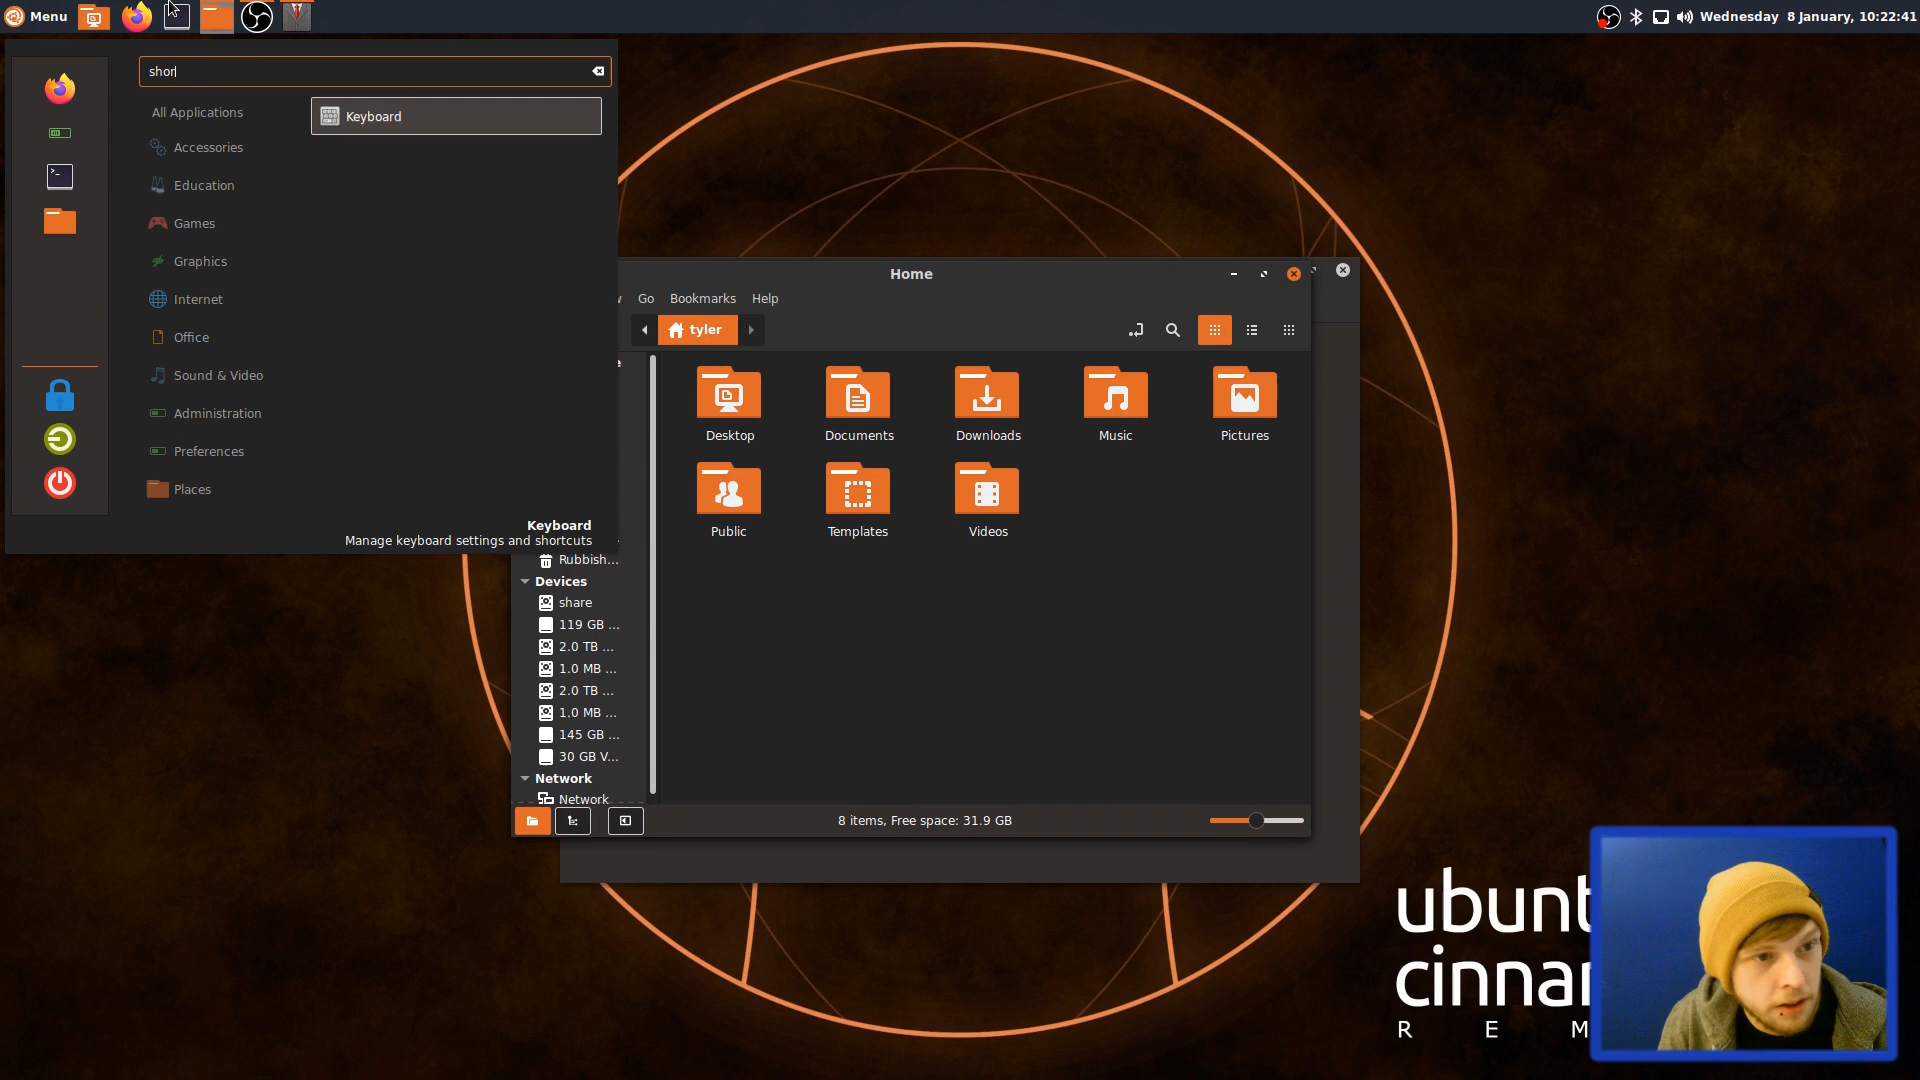 Menu
Wednesday 8 January, 10:22:41
shor
All Applications
Keyboard
Accessories
Education
Games
Graphics
Internet
Office
Sound & Video
Administration
Preferences
Places
Keyboard
Manage keyboard settings and shortcuts
Home
Go Bookmarks Help
tyler
Desktop Documents Downloads Music Pictures
Public Templates Videos
Rubbish...
Devices
share
119 GB ...
2.0 TB ...
1.0 MB ...
2.0 TB ...
1.0 MB ...
145 GB ...
30 GB V...
Network
Network
8 items, Free space: 31.9 GB
ubunt
cinnar
R E M